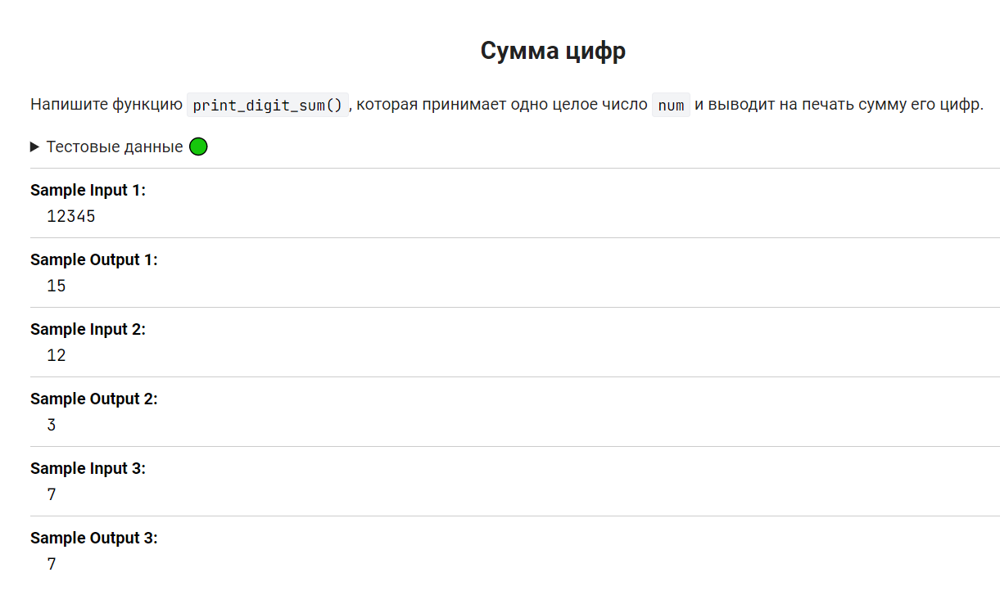 Сумма цифр
Напишите функцию print_digit_sum(), которая принимает одно целое число num и выводит на печать сумму его цифр.
Тестовые данные
Sample Input 1:
12345
Sample Output 1:
15
Sample Input 2:
12
Sample Output 2:
3
Sample Input 3:
7
Sample Output 3:
7